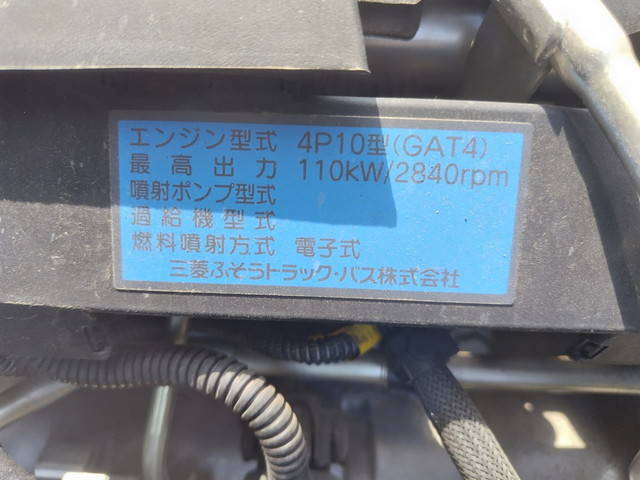 エンジン型式 4P10型(GAT4)
最高出力 110kW/2840rpm
噴射ポンプ型式
過給機型式
燃料噴射方式 電子式
三菱ふそうトラック・バス株式会社